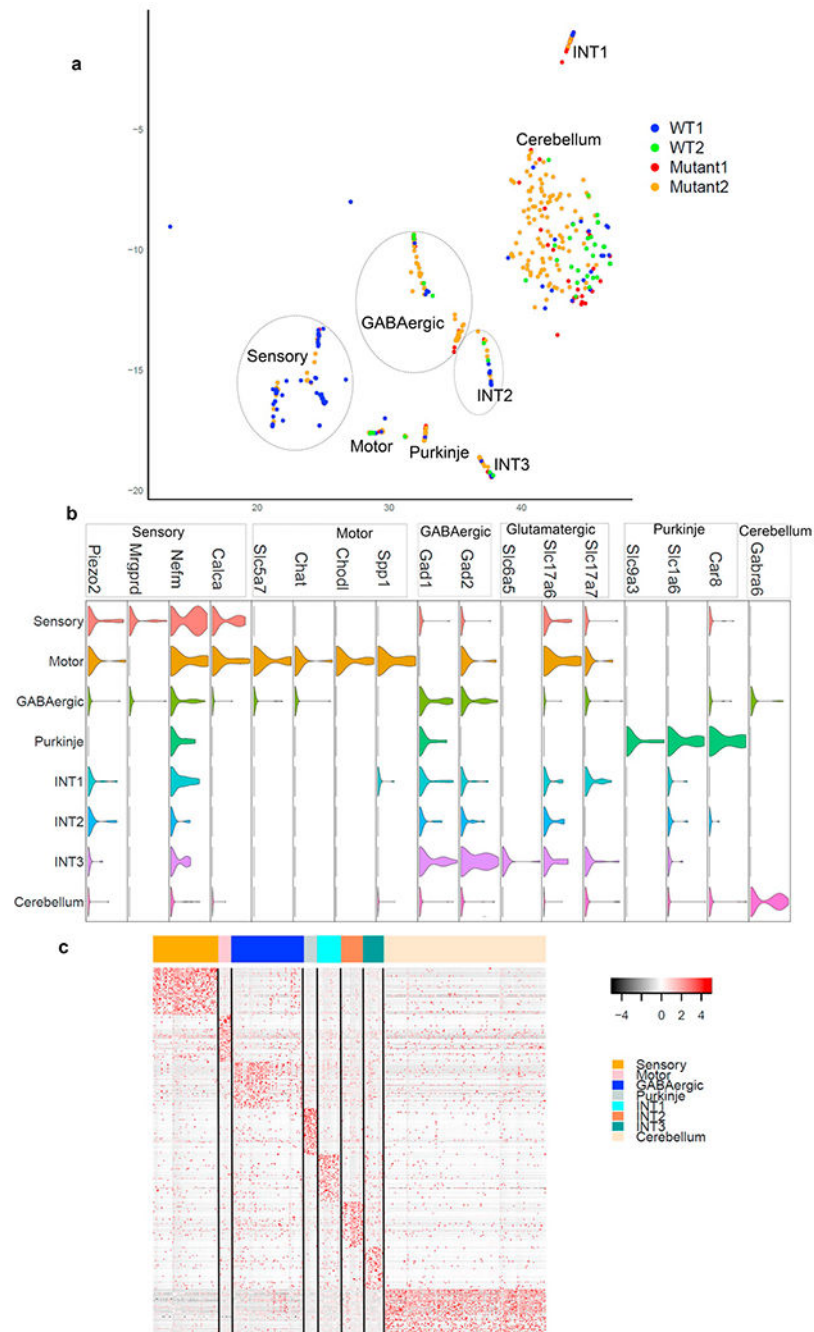 a
INT1
WT1
WT2
Mutant1
Mutant2
Cerebellum
−5
−10
−15
−20
GABAergic
Sensory
INT2
Motor
Purkinje
INT3
20
30
40
b
Sensory Motor GABAergic Glutamatergic Purkinje Cerebellum
Piezo2 Mrgprd Nefm Calca Slc5a7 Chat Chodl Spp1 Gad1 Gad2 Slc6a5 Slc17a6 Slc17a7 Slc9a3 Slc1a6 Car8 Gabra6
Sensory
Motor
GABAergic
Purkinje
INT1
INT2
INT3
Cerebellum
c
−4 −2 0 2 4
Sensory
Motor
GABAergic
Purkinje
INT1
INT2
INT3
Cerebellum